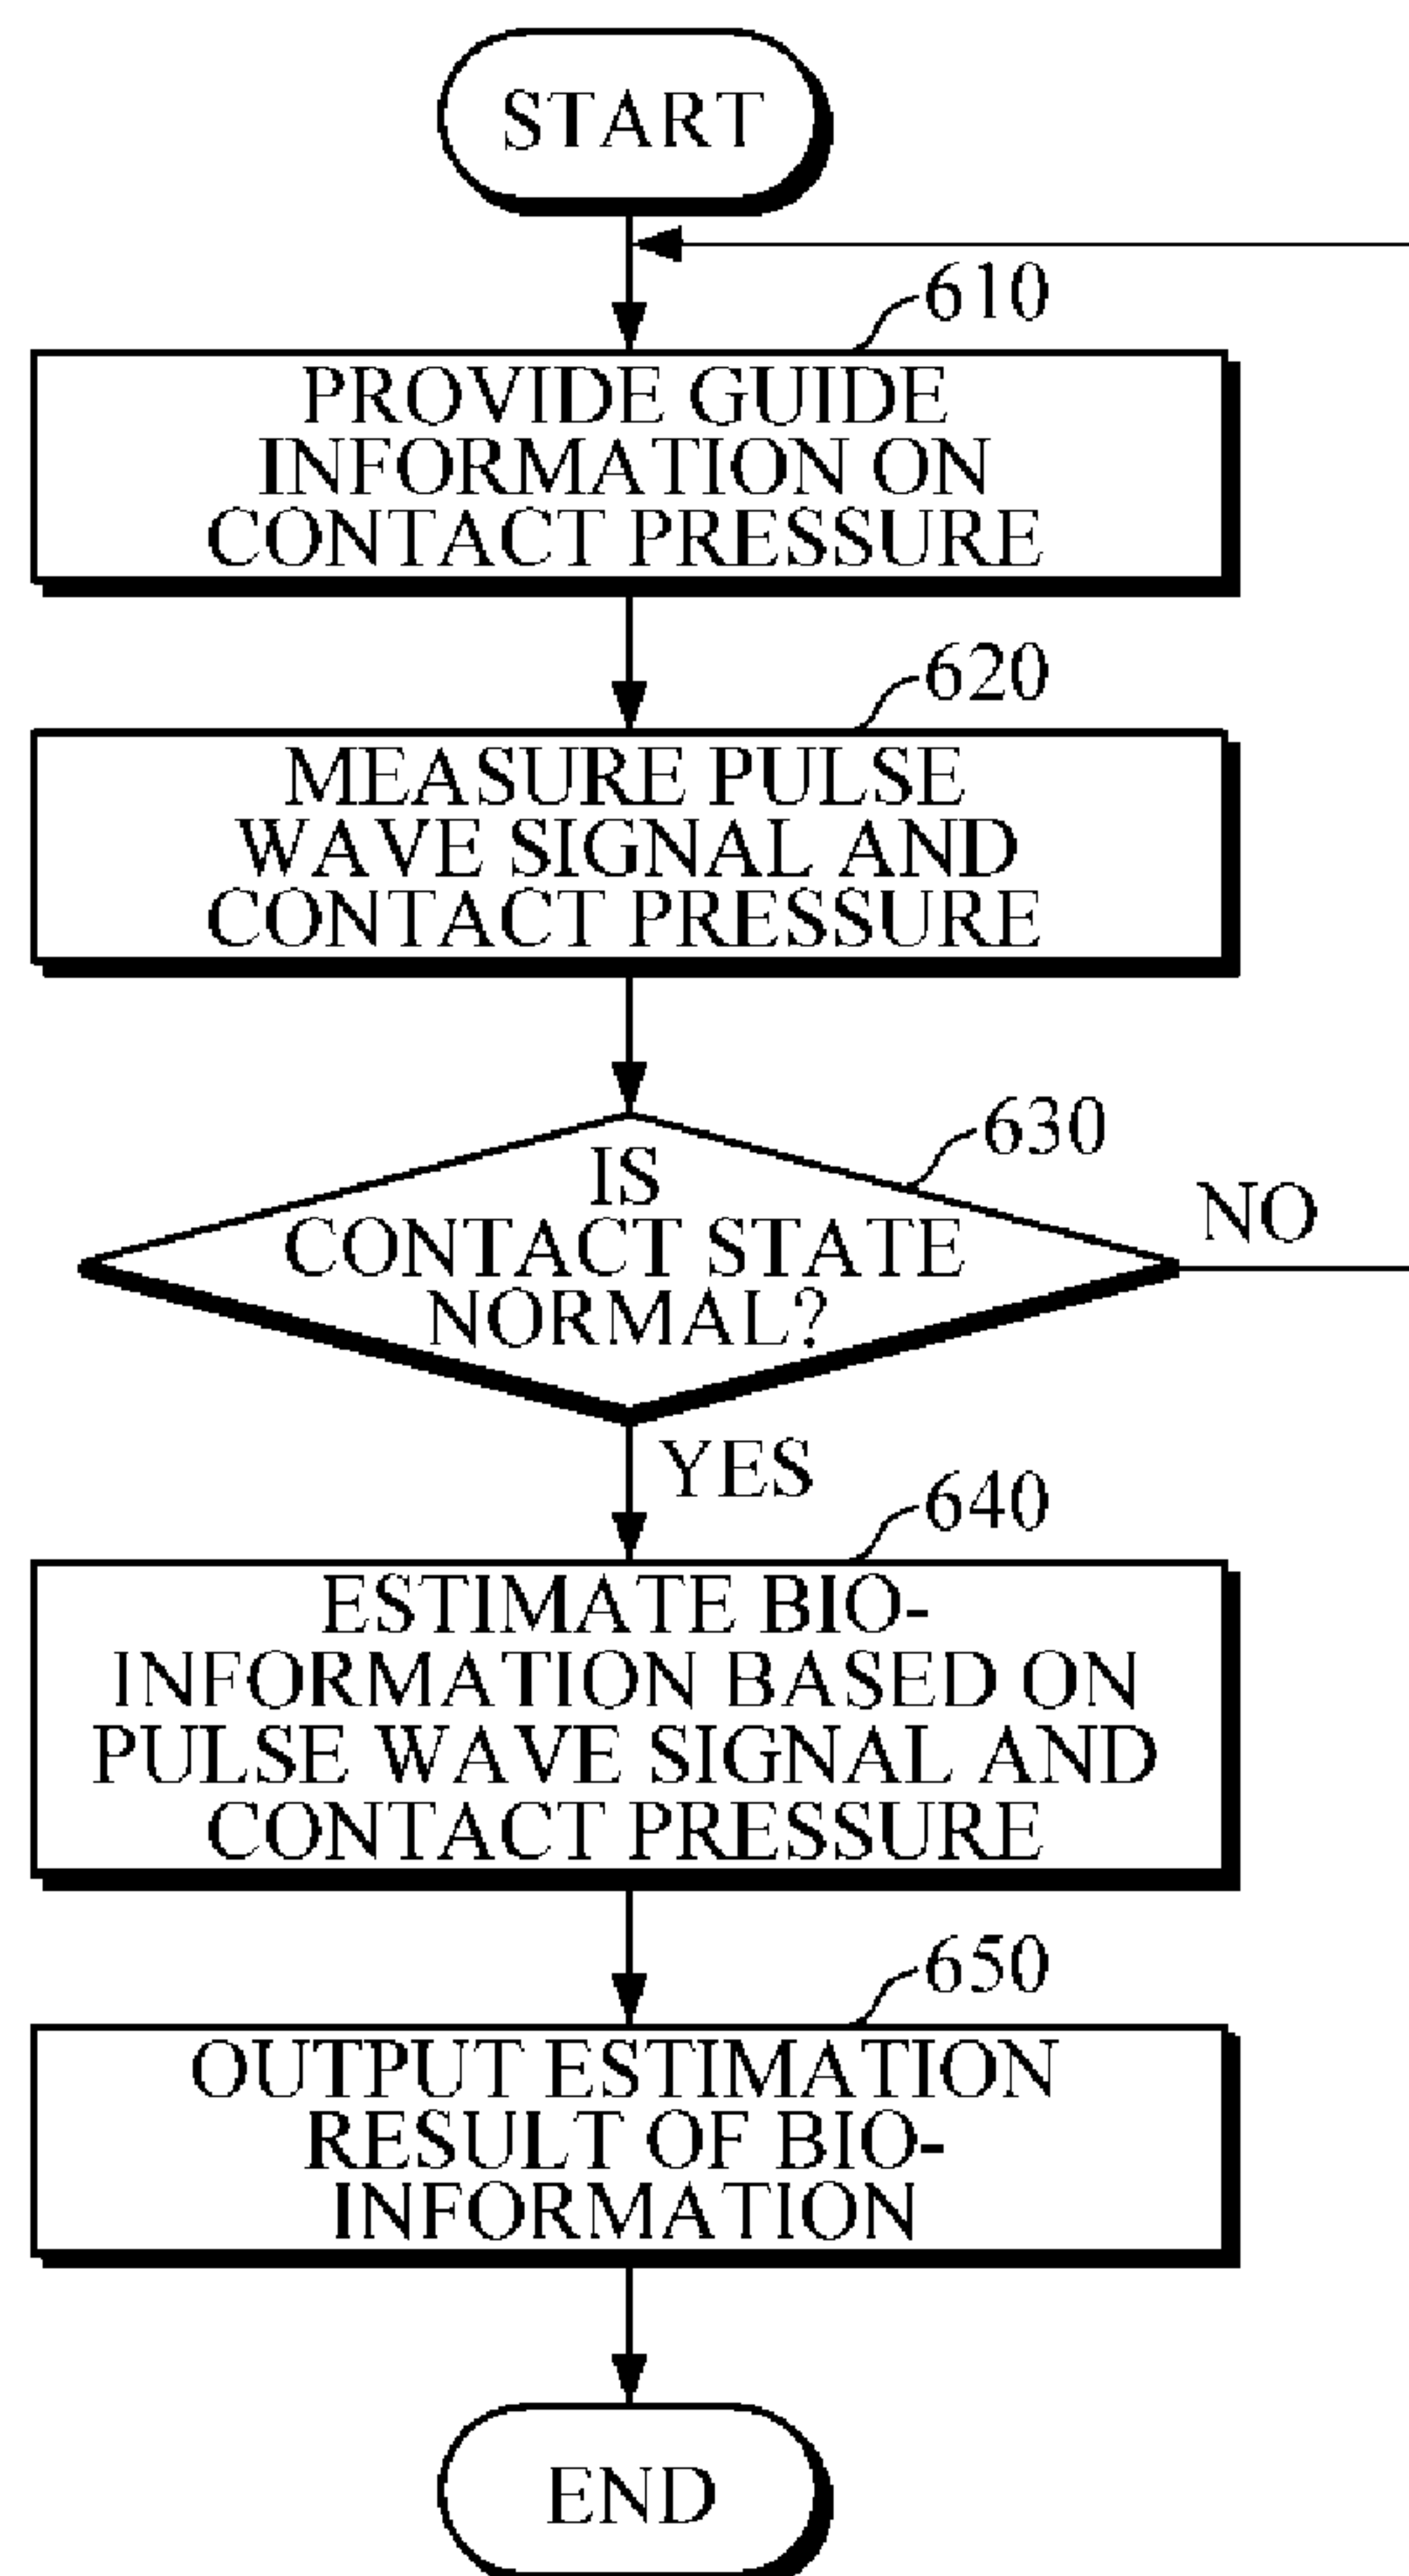 START
610
PROVIDE GUIDE
INFORMATION ON
CONTACT PRESSURE
620
MEASURE PULSE
WAVE SIGNAL AND
CONTACT PRESSURE
630
IS
CONTACT STATE
NORMAL?
NO
YES
640
ESTIMATE BIO-
INFORMATION BASED ON
PULSE WAVE SIGNAL AND
CONTACT PRESSURE
650
OUTPUT ESTIMATION
RESULT OF BIO-
INFORMATION
END